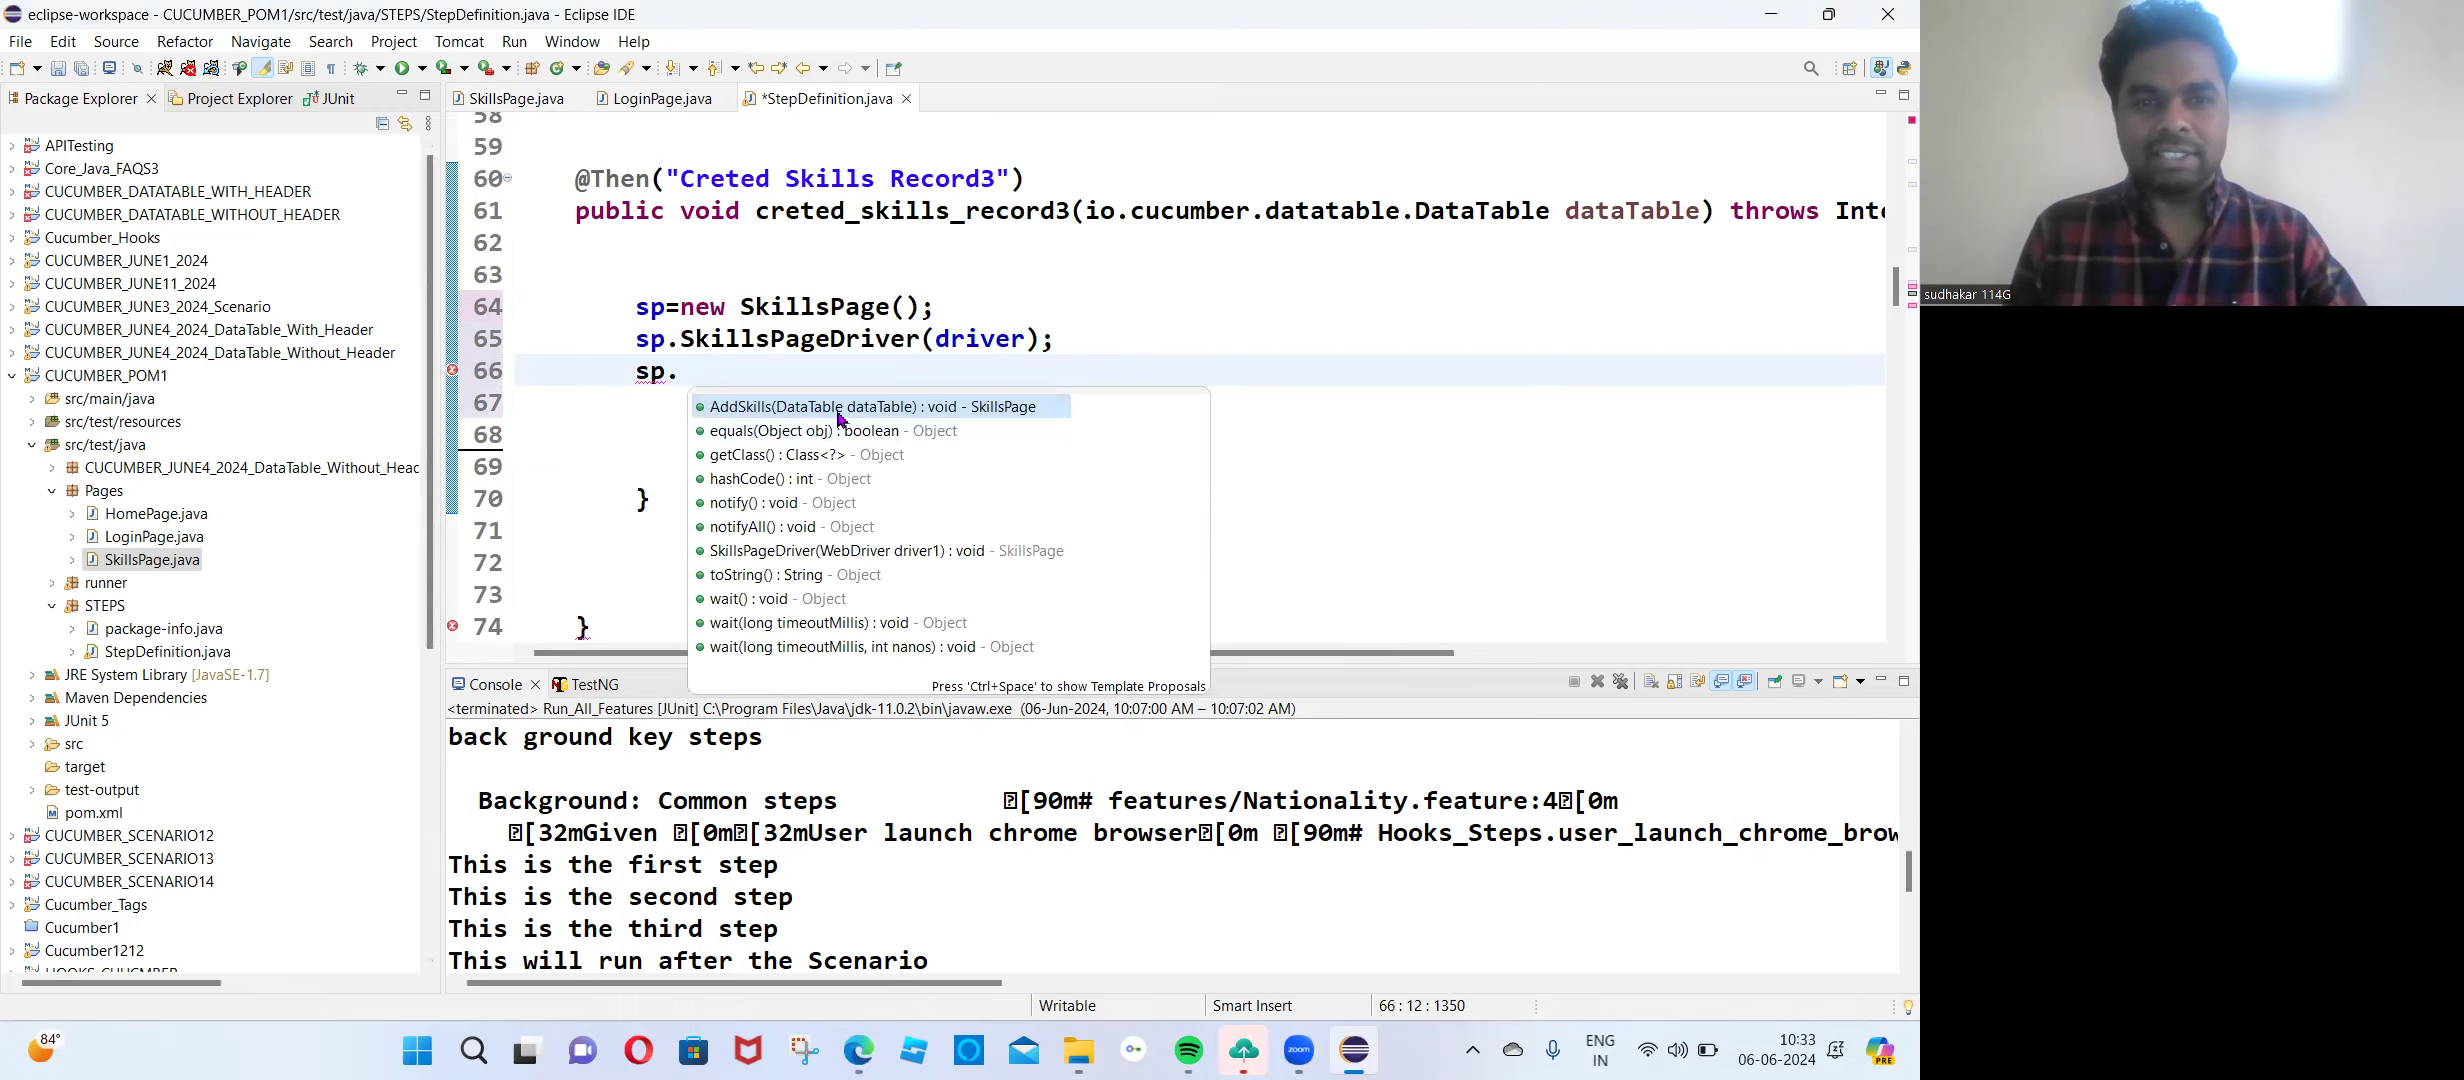 eclipse-workspace - CUCUMBER_POM1/src/test/java/STEPS/StepDefinition.java - Eclipse IDE
File Edit Source Refactor Navigate Search Project Tomcat Run Window Help
Package Explorer Project Explorer JUnit
SkillsPage.java LoginPage.java *StepDefinition.java
APITesting
Core_Java_FAQS3
CUCUMBER_DATATABLE_WITH_HEADER
CUCUMBER_DATATABLE_WITHOUT_HEADER
Cucumber_Hooks
CUCUMBER_JUNE1_2024
CUCUMBER_JUNE11_2024
CUCUMBER_JUNE3_2024_Scenario
CUCUMBER_JUNE4_2024_DataTable_With_Header
CUCUMBER_JUNE4_2024_DataTable_Without_Header
CUCUMBER_POM1
src/main/java
src/test/resources
src/test/java
CUCUMBER_JUNE4_2024_DataTable_Without_Head
Pages
HomePage.java
LoginPage.java
SkillsPage.java
runner
STEPS
package-info.java
StepDefinition.java
JRE System Library [JavaSE-1.7]
Maven Dependencies
JUnit 5
src
target
test-output
pom.xml
CUCUMBER_SCENARIO12
CUCUMBER_SCENARIO13
CUCUMBER_SCENARIO14
Cucumber_Tags
Cucumber1
Cucumber1212
58
59
60 @Then("Creted Skills Record3")
61 public void creted_skills_record3(io.cucumber.datatable.DataTable dataTable) throws Inte
62
63
64 sp=new SkillsPage();
65 sp.SkillsPageDriver(driver);
66 sp.
67
68
69
70 }
71
72
73
74 }
AddSkills(DataTable dataTable) : void - SkillsPage
equals(Object obj) : boolean - Object
getClass() : Class<?> - Object
hashCode() : int - Object
notify() : void - Object
notifyAll() : void - Object
SkillsPageDriver(WebDriver driver1) : void - SkillsPage
toString() : String - Object
wait() : void - Object
wait(long timeoutMillis) : void - Object
wait(long timeoutMillis, int nanos) : void - Object
Press 'Ctrl+Space' to show Template Proposals
Console TestNG
<terminated> Run_All_Features [JUnit] C:\Program Files\Java\jdk-11.0.2\bin\javaw.exe (06-Jun-2024, 10:07:00 AM – 10:07:02 AM)
back ground key steps
Background: Common steps [90m# features/Nationality.feature:4[0m
[32mGiven [0m[32mUser launch chrome browser[0m [90m# Hooks_Steps.user_launch_chrome_brow
This is the first step
This is the second step
This is the third step
This will run after the Scenario
Writable Smart Insert 66 : 12 : 1350
84°
zoom
ENG
IN
10:33
06-06-2024
PRE
sudhakar 114G